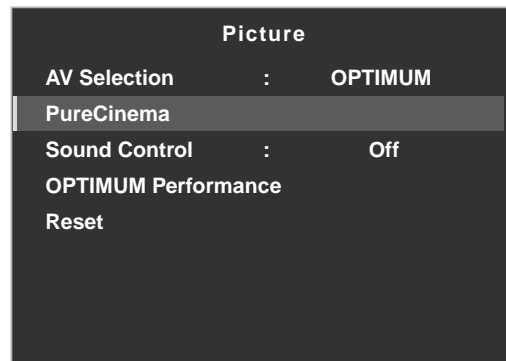 Picture
AV Selection : OPTIMUM
PureCinema
Sound Control : Off
OPTIMUM Performance
Reset